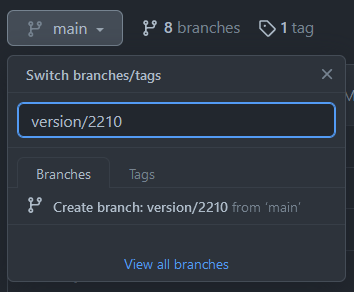 main
8 branches
1 tag
Switch branches/tags
version/2210
Branches
Tags
Create branch: version/2210 from 'main'
View all branches